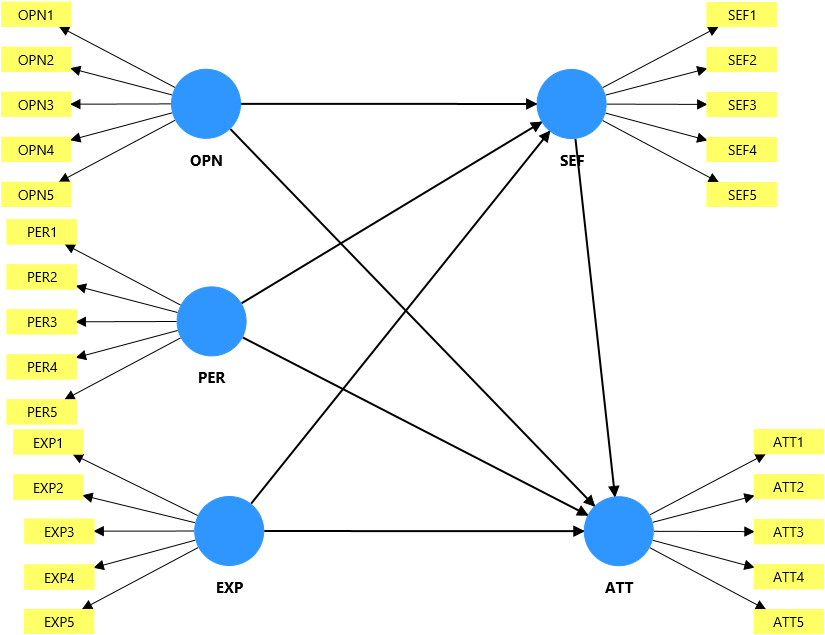 OPN1
OPN2
OPN3
OPN4
OPN5
OPN
SEF1
SEF2
SEF3
SEF4
SEF5
SEF
PER1
PER2
PER3
PER4
PER5
PER
EXP1
EXP2
EXP3
EXP4
EXP5
EXP
ATT1
ATT2
ATT3
ATT4
ATT5
ATT